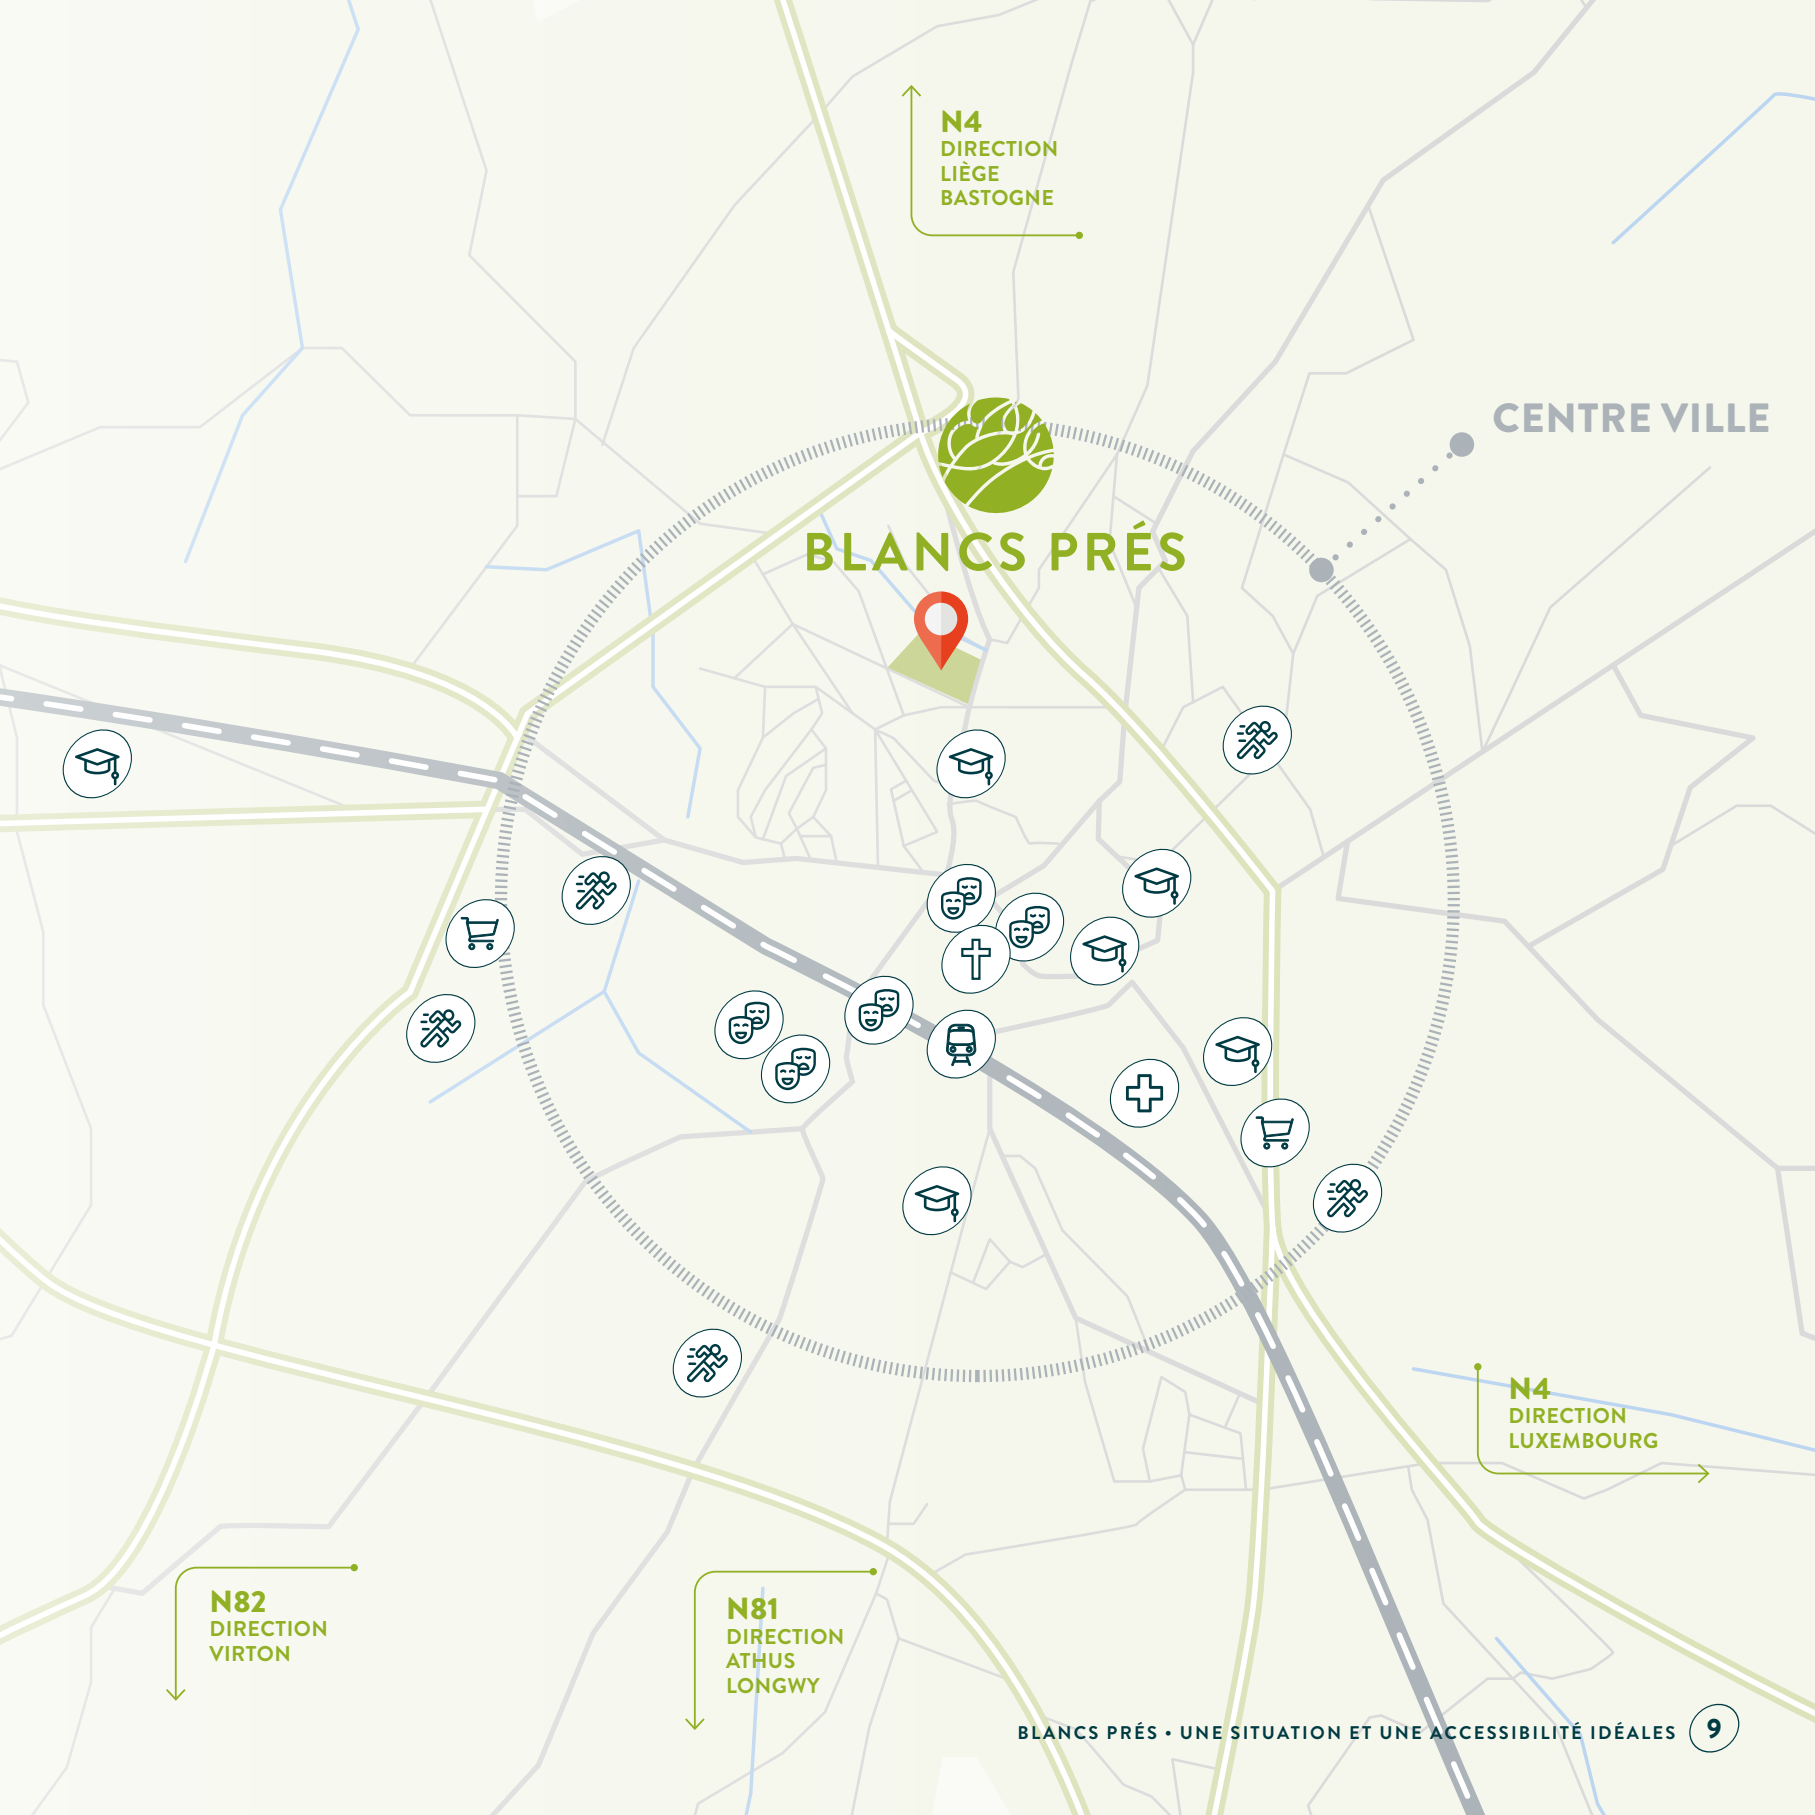 N4
DIRECTION
LIÈGE
BASTOGNE
CENTRE VILLE
BLANCS PRÉS
N4
DIRECTION
LUXEMBOURG
N82
DIRECTION
VIRTON
N81
DIRECTION
ATHUS
LONGWY
BLANCS PRÉS • UNE SITUATION ET UNE ACCESSIBILITÉ IDÉALES 9